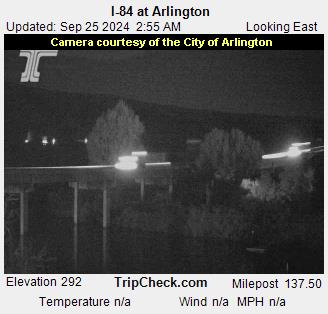 I-84 at Arlington
Updated: Sep 25 2024 2:55 AM Looking East
Camera courtesy of the City of Arlington
Elevation 292 TripCheck.com Milepost 137.50
Temperature n/a Wind n/a MPH n/a